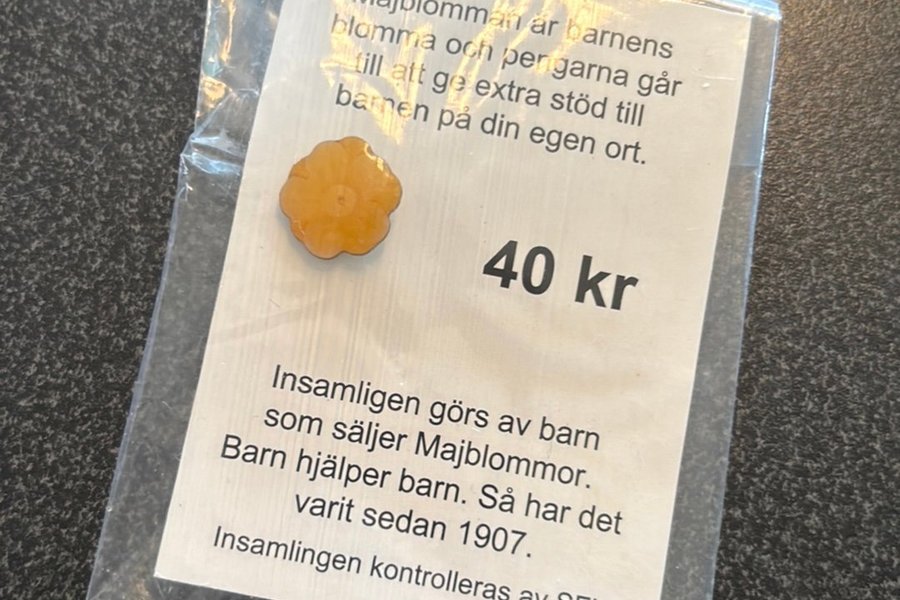 Majblomman är barnens
blomma och pengarna går
till att ge extra stöd till
barnen på din egen ort.
40 kr
Insamligen görs av barn
som säljer Majblommor.
Barn hjälper barn. Så har det
varit sedan 1907.
Insamlingen kontrolleras av